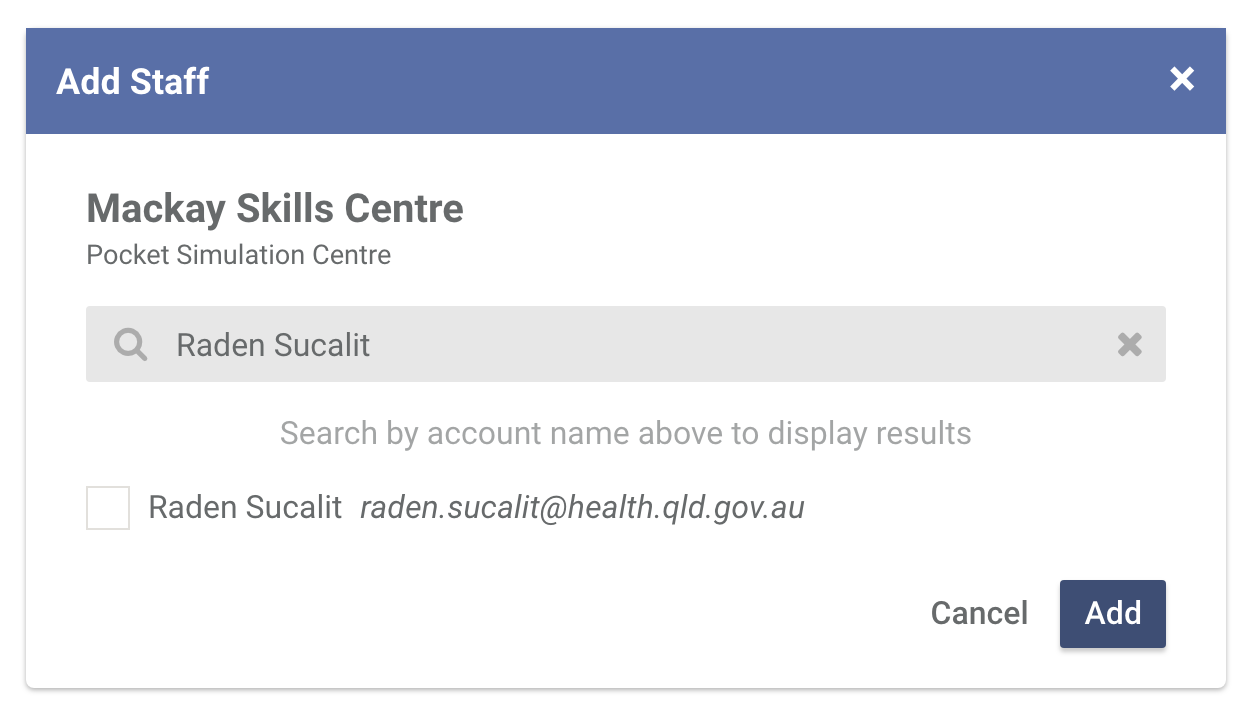 Add Staff
Mackay Skills Centre
Pocket Simulation Centre
Raden Sucalit
Search by account name above to display results
Raden Sucalit raden.sucalit@health.qld.gov.au
Cancel Add